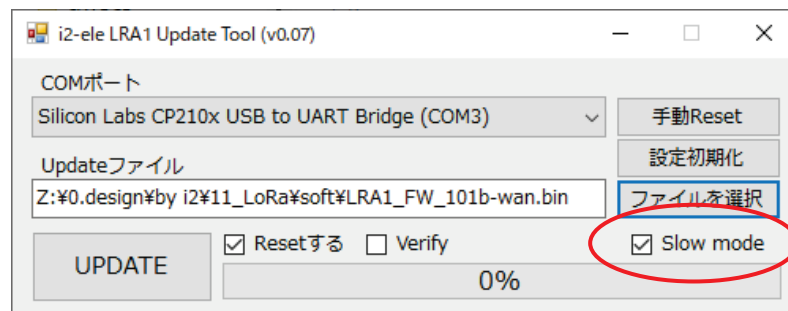 i2-ele LRA1 Update Tool (v0.07)
COMポート
Silicon Labs CP210x USB to UART Bridge (COM3)
手動Reset
設定初期化
Updateファイル
Z:¥0.design¥by i2¥11_LoRa¥soft¥LRA1_FW_101b-wan.bin
ファイルを選択
UPDATE
Resetする
Verify
Slow mode
0%